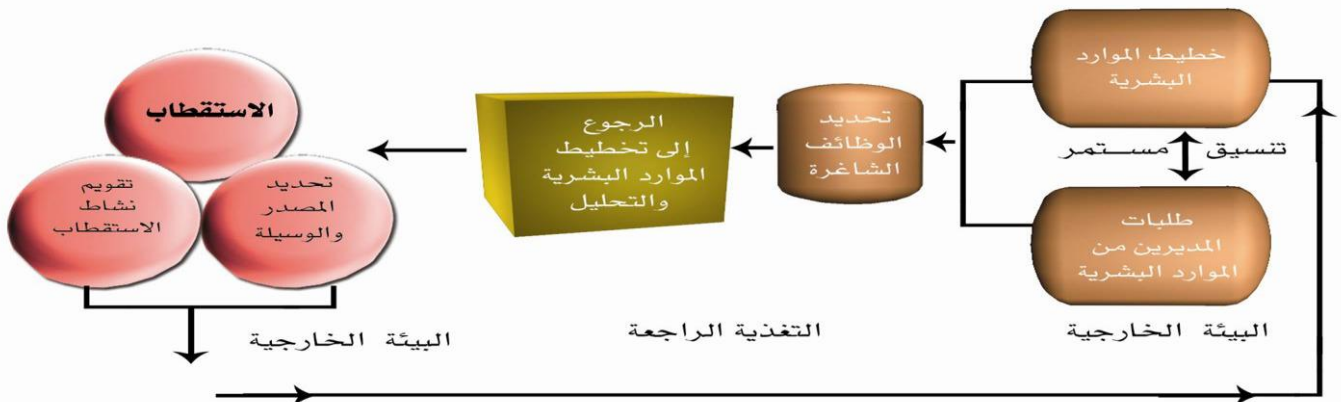 خطيط الموارد
البشرية
تنسيق مستمر
طلبات
المديرين من
الموارد البشرية
البيئة الخارجية
تحديد
الوظائف
الشاغرة
الرجوع
إلى تخطيط
الموارد البشرية
والتحليل
التغذية الراجعة
الاستقطاب
تحديد
المصدر
والوسيلة
تقويم
نشاط
الاستقطاب
البيئة الخارجية